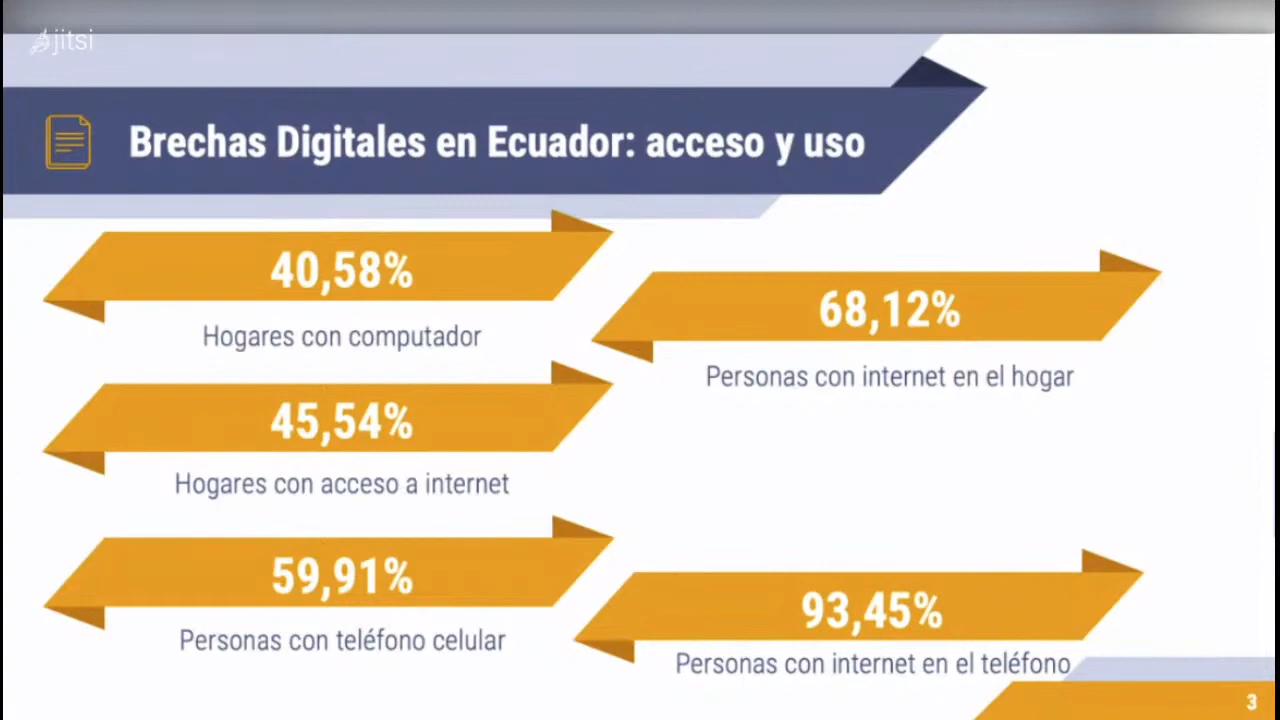 jitsi
Brechas Digitales en Ecuador: acceso y uso
40,58%
Hogares con computador
68,12%
Personas con internet en el hogar
45,54%
Hogares con acceso a internet
59,91%
Personas con teléfono celular
93,45%
Personas con internet en el teléfono
3